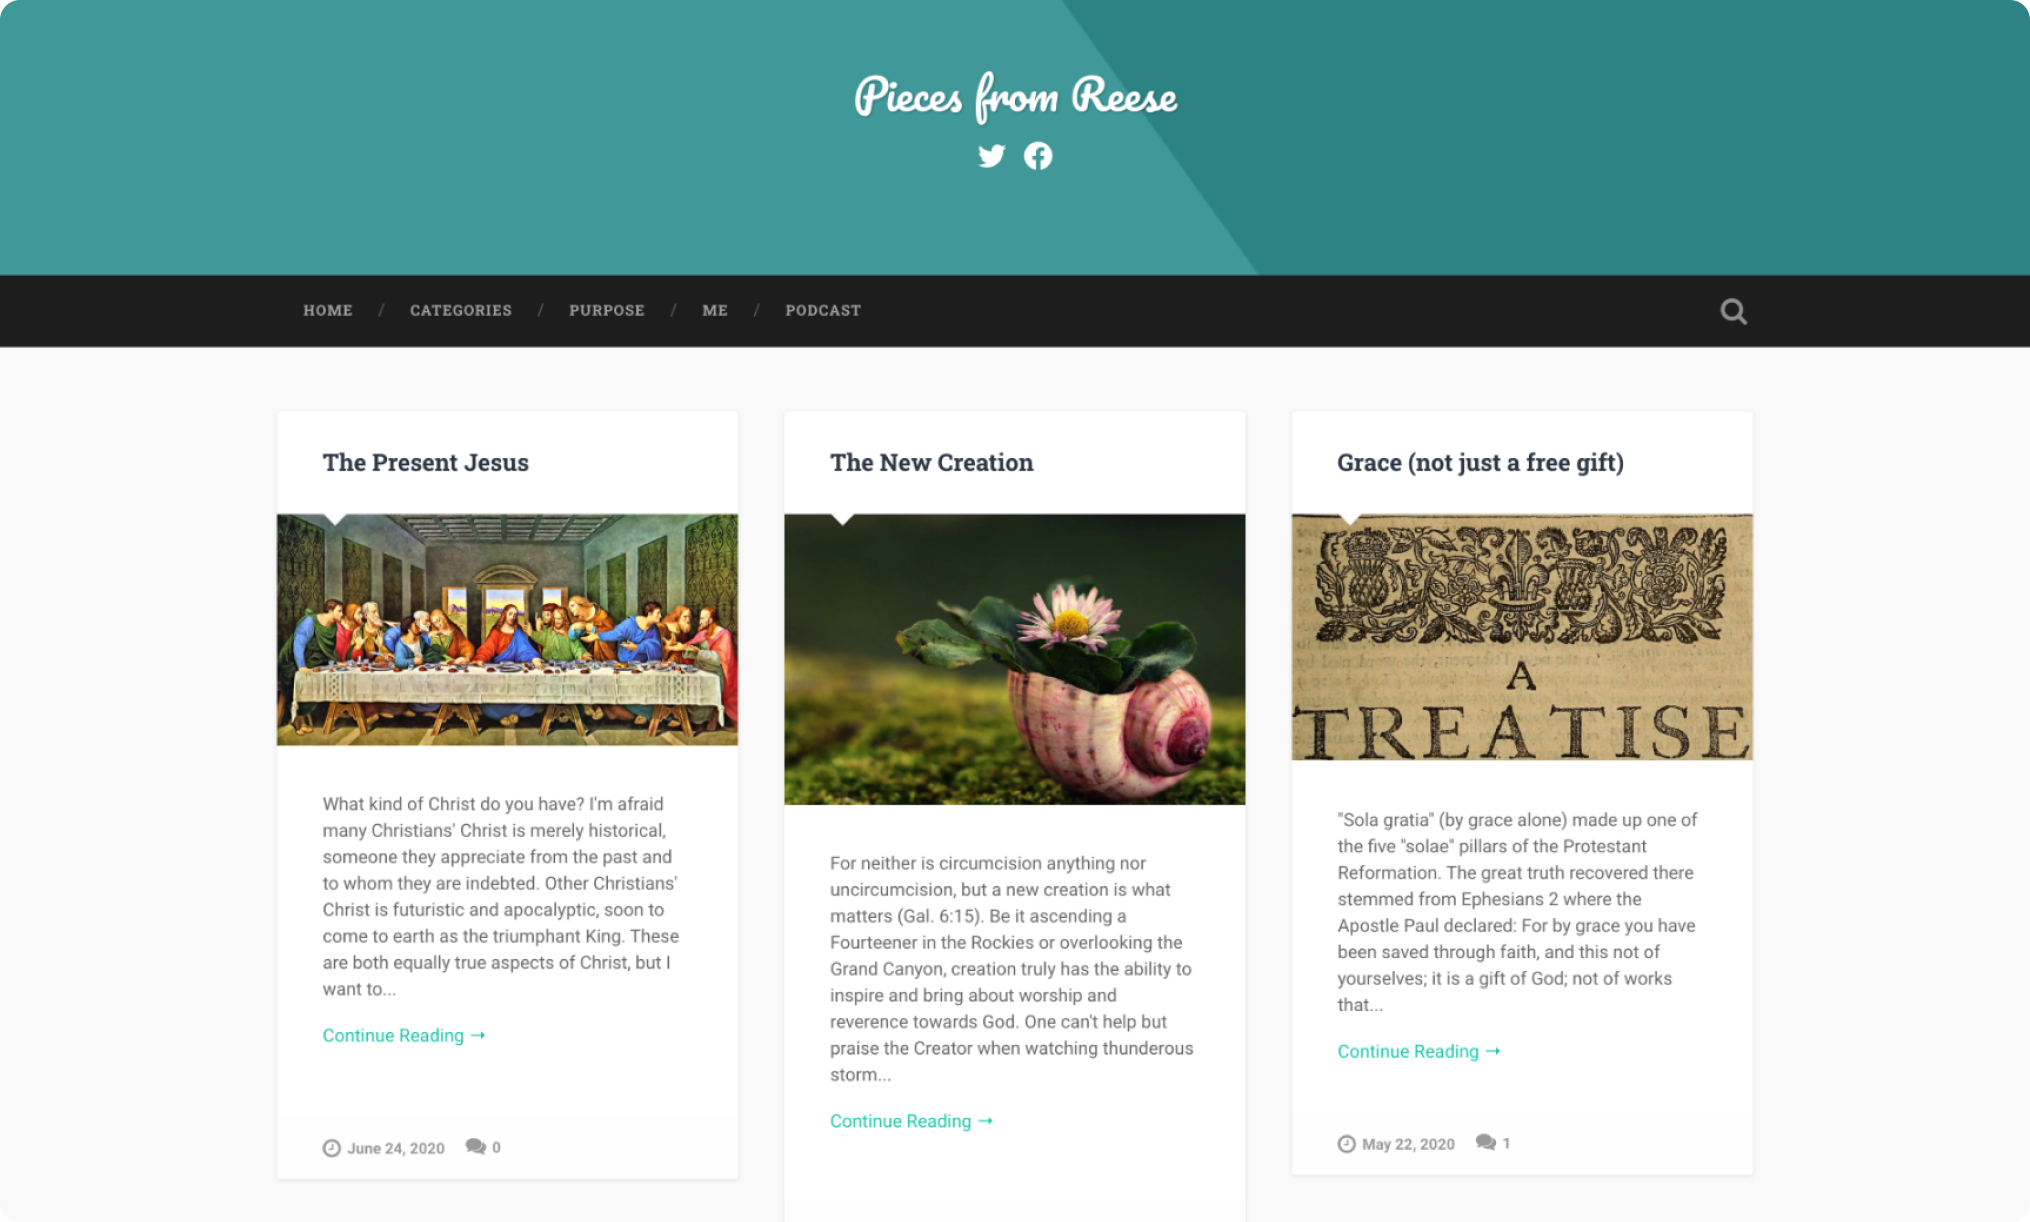 Pieces from Reese
HOME / CATEGORIES / PURPOSE / ME / PODCAST
The Present Jesus
What kind of Christ do you have? I'm afraid
many Christians' Christ is merely historical,
someone they appreciate from the past and
to whom they are indebted. Other Christians'
Christ is futuristic and apocalyptic, soon to
come to earth as the triumphant King. These
are both equally true aspects of Christ, but I
want to...
Continue Reading →
June 24, 2020 0
The New Creation
For neither is circumcision anything nor
uncircumcision, but a new creation is what
matters (Gal. 6:15). Be it ascending a
Fourteener in the Rockies or overlooking the
Grand Canyon, creation truly has the ability to
inspire and bring about worship and
reverence towards God. One can't help but
praise the Creator when watching thunderous
storm...
Continue Reading →
Grace (not just a free gift)
A
TREATISE
"Sola gratia" (by grace alone) made up one of
the five "solae" pillars of the Protestant
Reformation. The great truth recovered there
stemmed from Ephesians 2 where the
Apostle Paul declared: For by grace you have
been saved through faith, and this not of
yourselves; it is a gift of God; not of works
that...
Continue Reading →
May 22, 2020 1